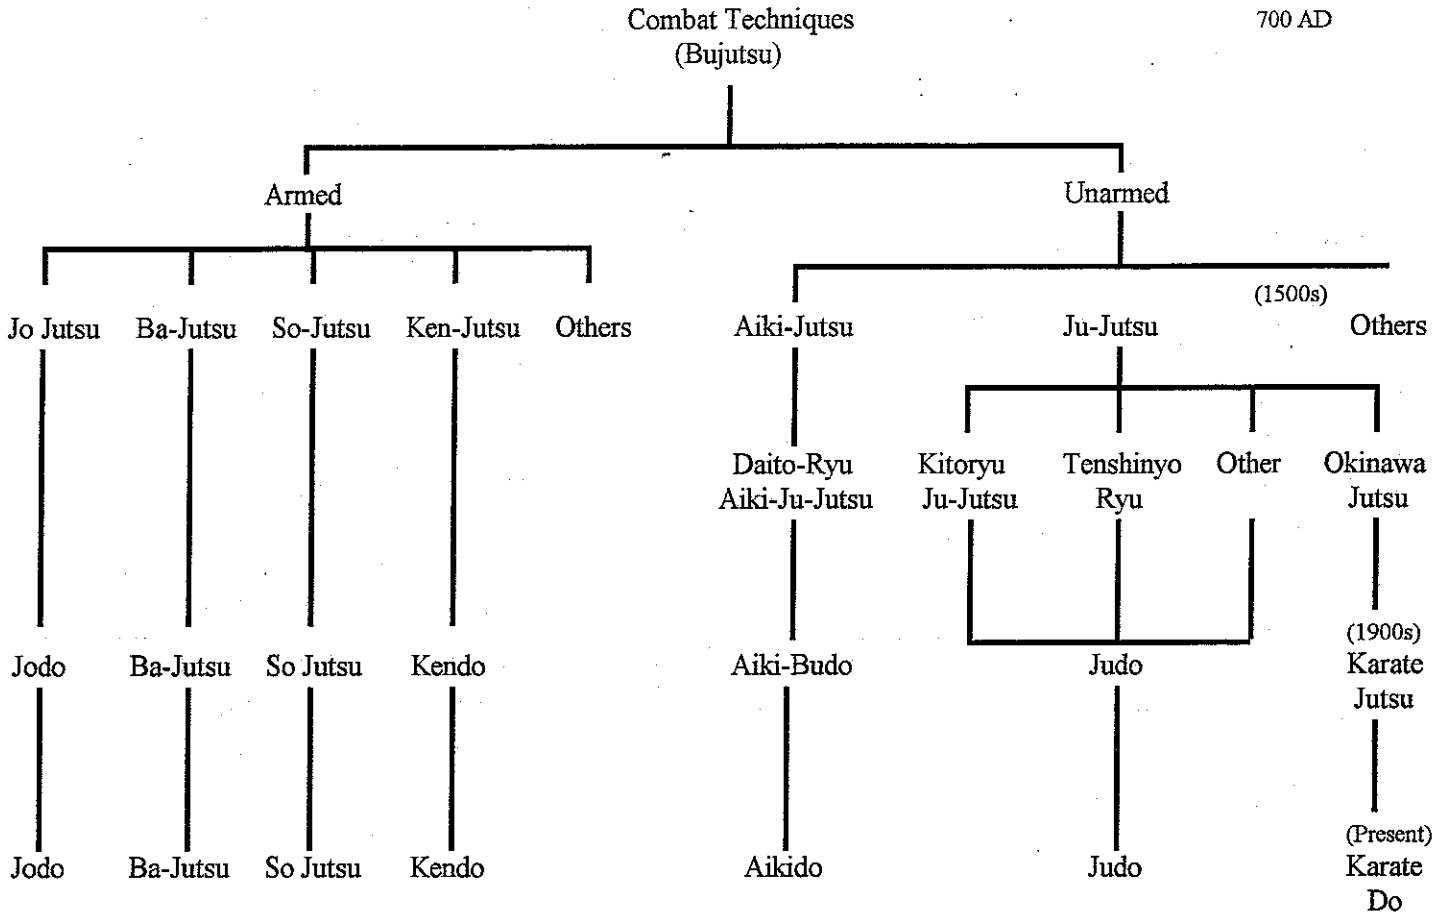 Combat Techniques
(Bujutsu)
700 AD
Armed
Unarmed
(1500s)
Jo Jutsu
Ba-Jutsu
So-Jutsu
Ken-Jutsu
Others
Aiki-Jutsu
Ju-Jutsu
Others
Daito-Ryu
Aiki-Ju-Jutsu
Kitoryu
Ju-Jutsu
Tenshinyo
Ryu
Other
Okinawa
Jutsu
(1900s)
Jodo
Ba-Jutsu
So Jutsu
Kendo
Aiki-Budo
Judo
Karate
Jutsu
(Present)
Jodo
Ba-Jutsu
So Jutsu
Kendo
Aikido
Judo
Karate
Do